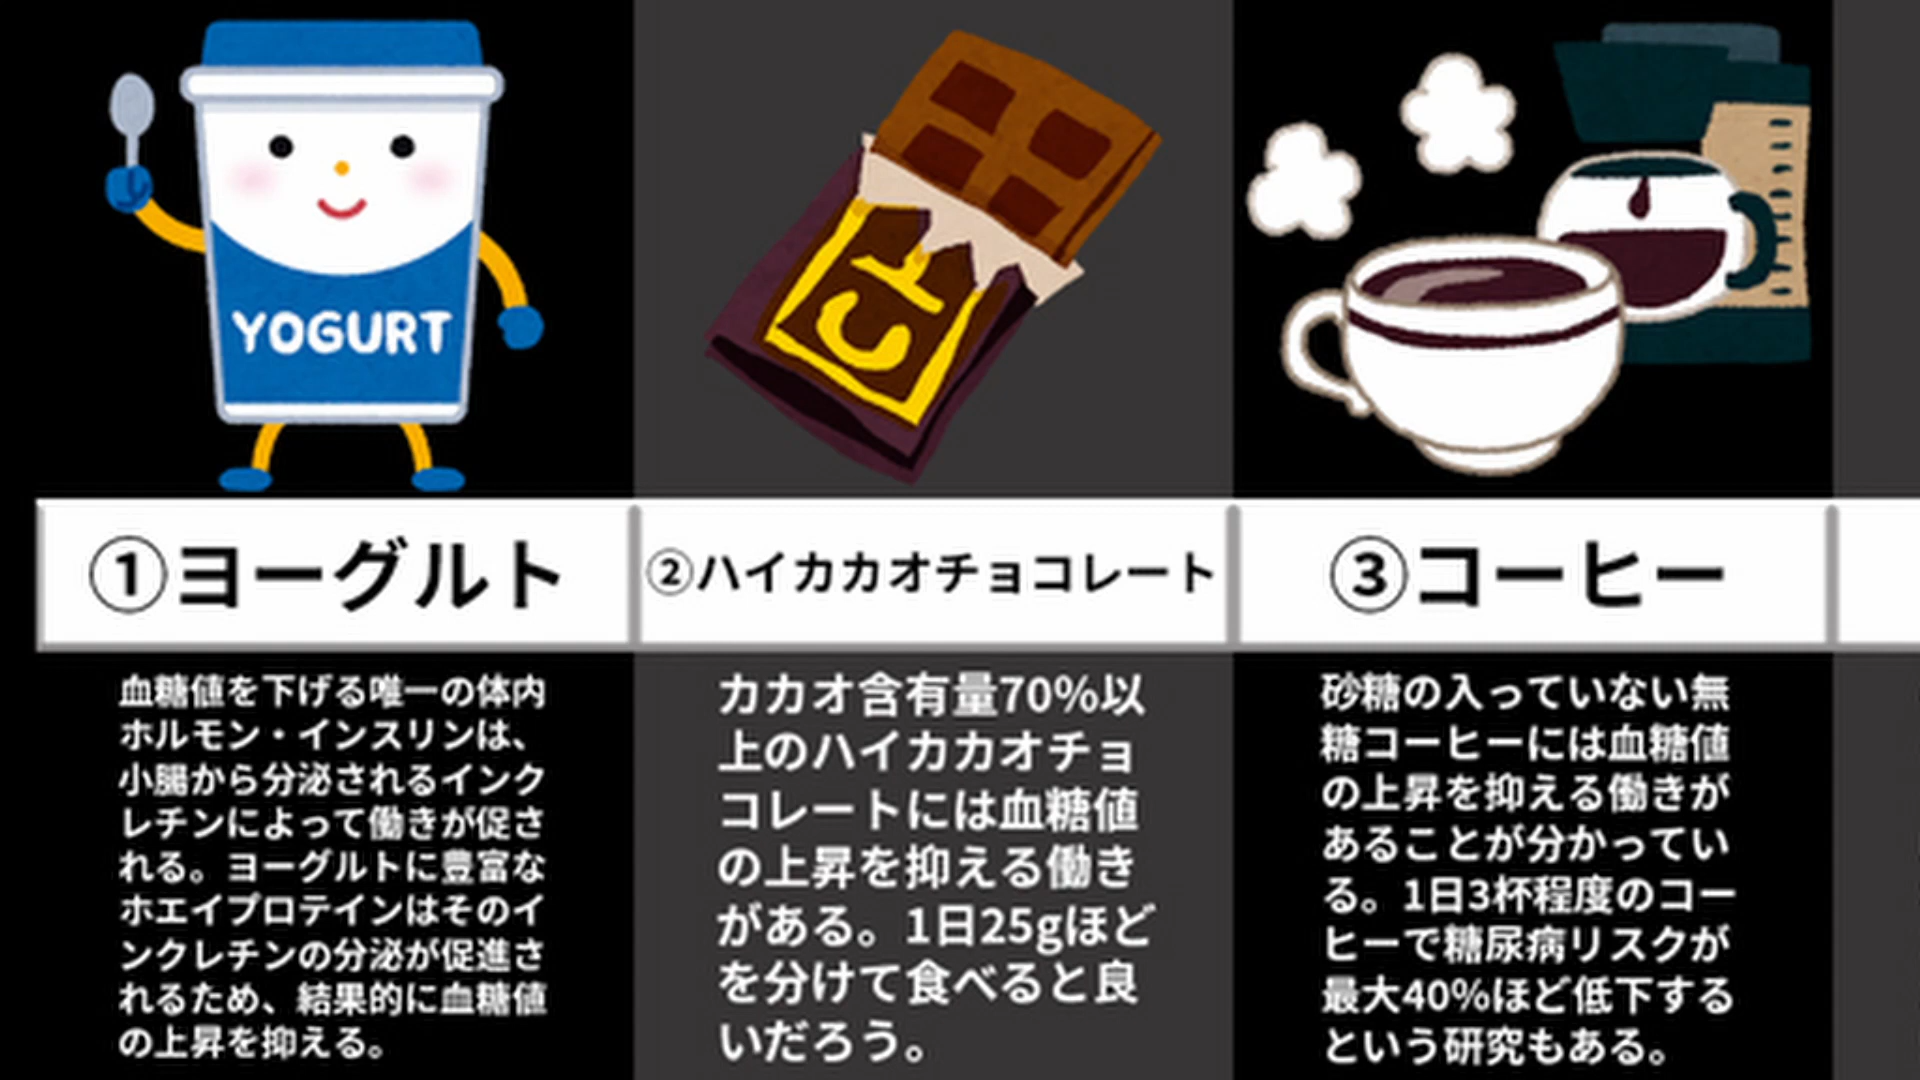 YOGURT
チョコ
①ヨーグルト
②ハイカカオチョコレート
③コーヒー
血糖値を下げる唯一の体内
ホルモン・インスリンは、
小腸から分泌されるインク
レチンによって働きが促さ
れる。ヨーグルトに豊富な
ホエイプロテインはそのイ
ンクレチンの分泌が促進さ
れるため、結果的に血糖値
の上昇を抑える。
カカオ含有量70%以
上のハイカカオチョ
コレートには血糖値
の上昇を抑える働き
がある。1日25gほど
を分けて食べると良
いだろう。
砂糖の入っていない無
糖コーヒーには血糖値
の上昇を抑える働きが
あることが分かってい
る。1日3杯程度のコー
ヒーで糖尿病リスクが
最大40%ほど低下する
という研究もある。